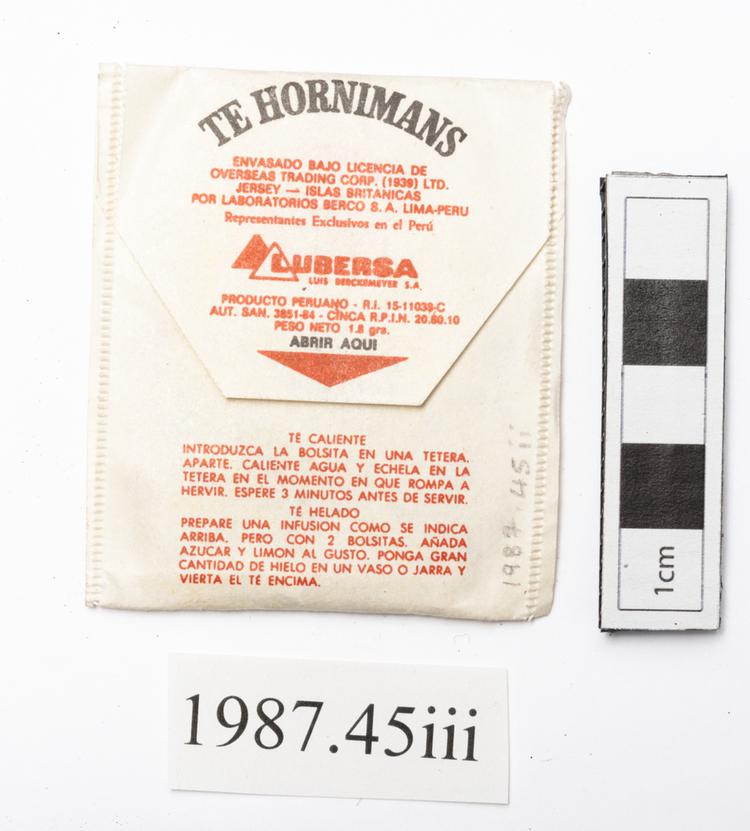 TE HORNIMANS
ENVASADO BAJO LICENCIA DE
OVERSEAS TRADING CORP. (1939) LTD.
JERSEY — ISLAS BRITANICAS
POR LABORATORIOS BERCO S. A. LIMA-PERU
Representantes Exclusivos en el Perú
LUBERSA
LUIS BERCKEMEYER S.A.
PRODUCTO PERUANO - R.I. 15-11039-C
AUT. SAN. 3851-84 - CINCA R.P.I.N. 20.60.10
PESO NETO 1.8 grs.
ABRIR AQUI
TÉ CALIENTE
INTRODUZCA LA BOLSITA EN UNA TETERA.
APARTE. CALIENTE AGUA Y ECHELA EN LA
TETERA EN EL MOMENTO EN QUE ROMPA A
HERVIR. ESPERE 3 MINUTOS ANTES DE SERVIR.
TÉ HELADO
PREPARE UNA INFUSION COMO SE INDICA
ARRIBA. PERO CON 2 BOLSITAS. AÑADA
AZUCAR Y LIMON AL GUSTO. PONGA GRAN
CANTIDAD DE HIELO EN UN VASO O JARRA Y
VIERTA EL TÉ ENCIMA.
1987.45iii
1cm
1987.45iii